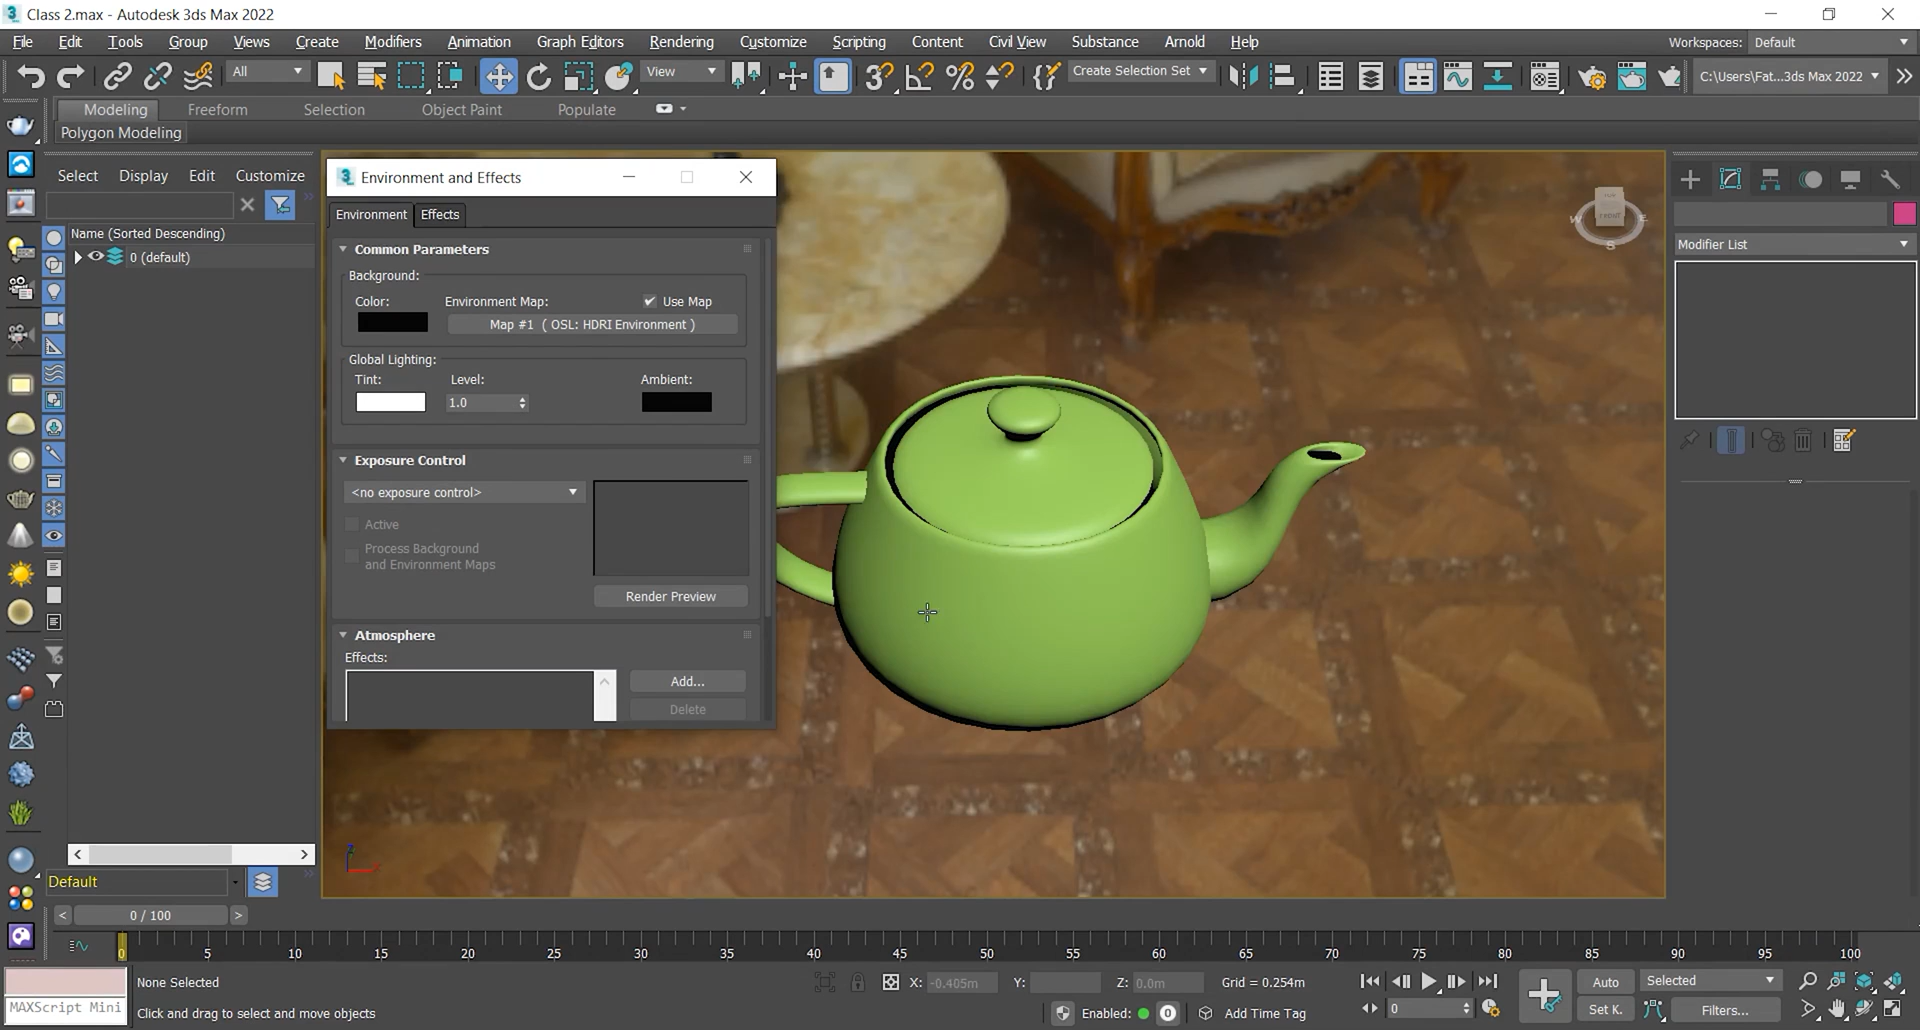 Class 2.max - Autodesk 3ds Max 2022
File Edit Tools Group Views Create Modifiers Animation Graph Editors Rendering Customize Scripting Content Civil View Substance Arnold Help Workspaces: Default
All View Create Selection Set C:\Users\Fat...3ds Max 2022
Modeling Freeform Selection Object Paint Populate
Polygon Modeling
Select Display Edit Customize
Name (Sorted Descending)
0 (default)
Default
Environment and Effects
Environment Effects
Common Parameters
Background:
Color: Environment Map: Use Map
Map #1 ( OSL: HDRI Environment )
Global Lighting:
Tint: Level: Ambient:
1.0
Exposure Control
<no exposure control>
Active
Process Background
and Environment Maps
Render Preview
Atmosphere
Effects:
Add...
Delete
W E
FRONT
S
Modifier List
0 / 100
0 5 10 15 20 25 30 35 40 45 50 55 60 65 70 75 80 85 90 95 100
None Selected X: -0.405m Y: Z: 0.0m Grid = 0.254m Auto Selected
MAXScript Mini Click and drag to select and move objects Enabled: 0 Add Time Tag 0 Set K. Filters...